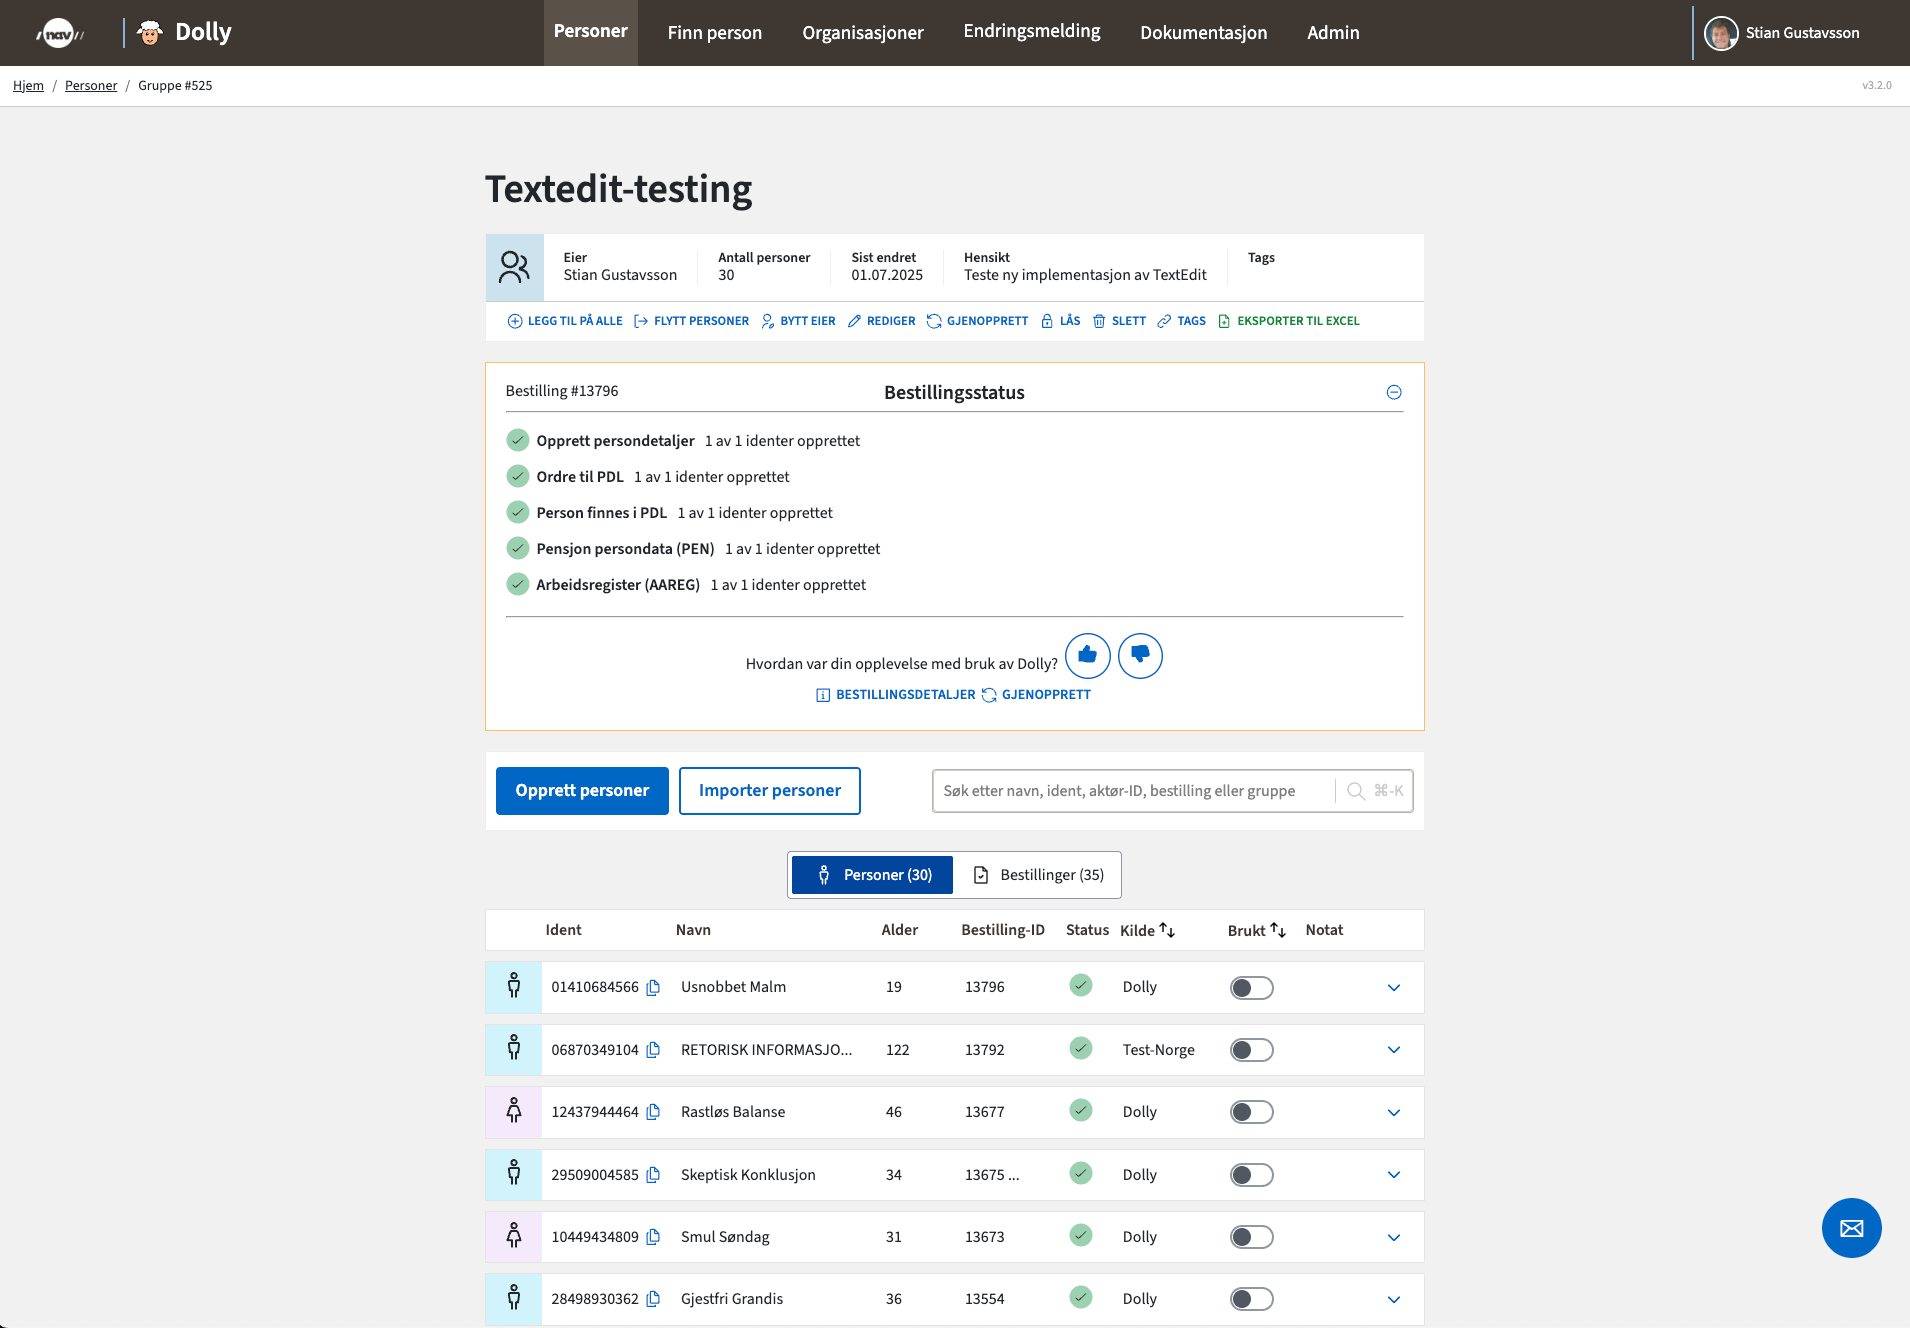 nav Dolly Personer Finn person Organisasjoner Endringsmelding Dokumentasjon Admin Stian Gustavsson
Hjem / Personer / Gruppe #525 v3.2.0
Textedit-testing
Eier Antall personer Sist endret Hensikt Tags
Stian Gustavsson 30 01.07.2025 Teste ny implementasjon av TextEdit
LEGG TIL PÅ ALLE FLYTT PERSONER BYTT EIER REDIGER GJENOPPRETT LÅS SLETT TAGS EKSPORTER TIL EXCEL
Bestilling #13796 Bestillingsstatus
Opprett persondetaljer 1 av 1 identer opprettet
Ordre til PDL 1 av 1 identer opprettet
Person finnes i PDL 1 av 1 identer opprettet
Pensjon persondata (PEN) 1 av 1 identer opprettet
Arbeidsregister (AAREG) 1 av 1 identer opprettet
Hvordan var din opplevelse med bruk av Dolly?
BESTILLINGSDETALJER GJENOPPRETT
Opprett personer Importer personer Søk etter navn, ident, aktør-ID, bestilling eller gruppe ⌘-K
Personer (30) Bestillinger (35)
Ident Navn Alder Bestilling-ID Status Kilde Brukt Notat
01410684566 Usnobbet Malm 19 13796 Dolly
06870349104 RETORISK INFORMASJO... 122 13792 Test-Norge
12437944464 Rastløs Balanse 46 13677 Dolly
29509004585 Skeptisk Konklusjon 34 13675 ... Dolly
10449434809 Smul Søndag 31 13673 Dolly
28498930362 Gjestfri Grandis 36 13554 Dolly